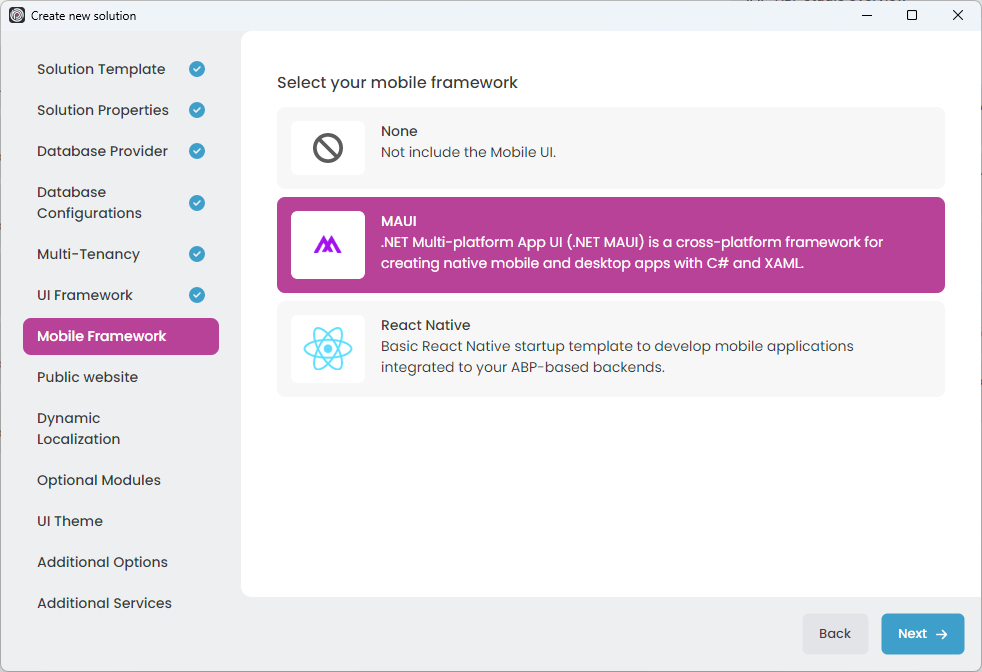 Create new solution
Solution Template
Solution Properties
Database Provider
Database
Configurations
Multi-Tenancy
UI Framework
Mobile Framework
Public website
Dynamic
Localization
Optional Modules
UI Theme
Additional Options
Additional Services
Select your mobile framework
None
Not include the Mobile UI.
MAUI
.NET Multi-platform App UI (.NET MAUI) is a cross-platform framework for
creating native mobile and desktop apps with C# and XAML.
React Native
Basic React Native startup template to develop mobile applications
integrated to your ABP-based backends.
Back
Next